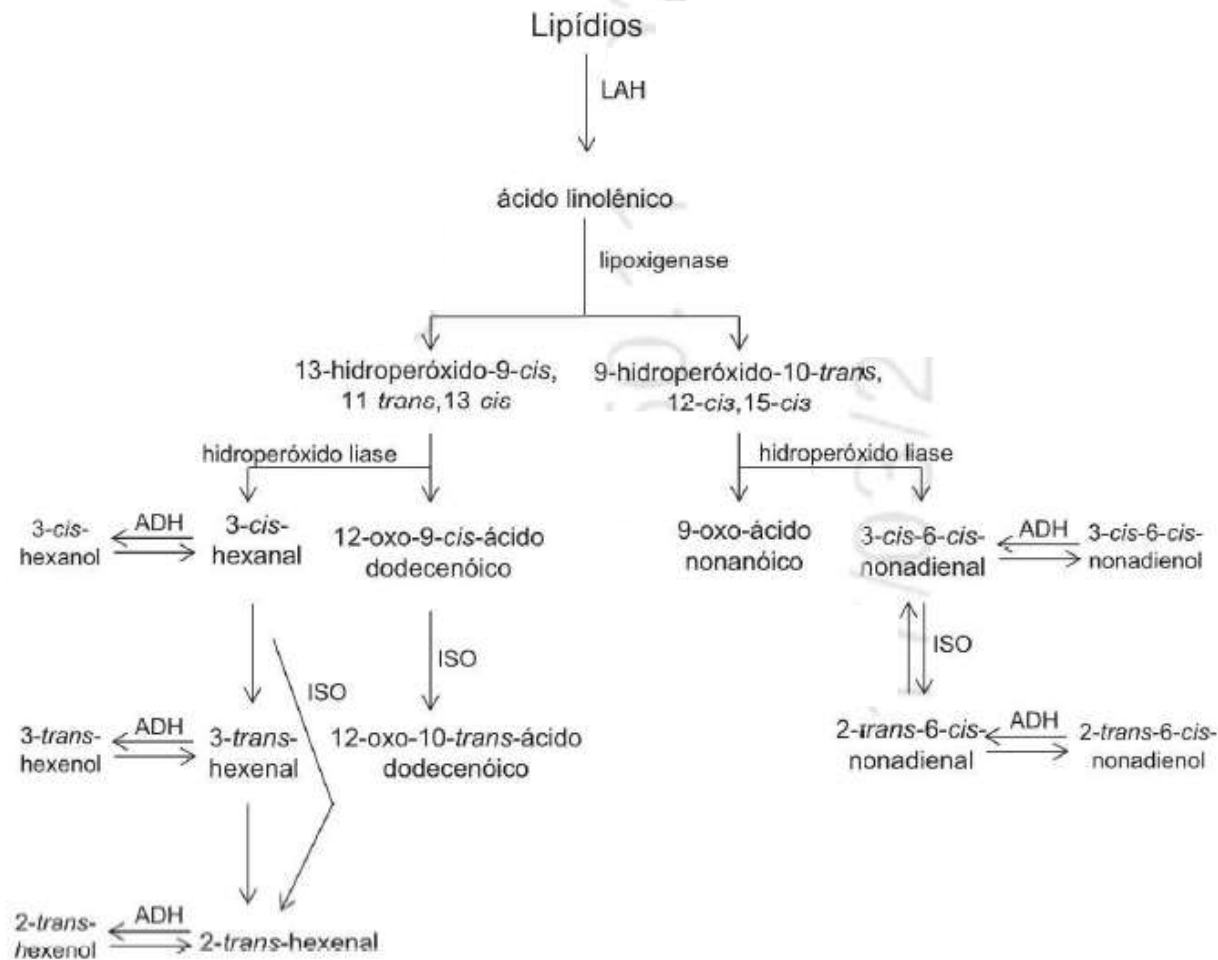 Lipídios
LAH
ácido linolênico
lipoxigenase
13-hidroperóxido-9-cis,
11 trans,13 cis
9-hidroperóxido-10-trans,
12-cis,15-cis
hidroperóxido liase
hidroperóxido liase
3-cis-
hexanol
ADH
3-cis-
hexanal
12-oxo-9-cis-ácido
dodecenóico
9-oxo-ácido
nonanóico
3-cis-6-cis-
nonadienal
ADH
3-cis-6-cis-
nonadienol
ISO
ISO
ISO
3-trans-
hexenol
ADH
3-trans-
hexenal
12-oxo-10-trans-ácido
dodecenóico
2-trans-6-cis-
nonadienal
ADH
2-trans-6-cis-
nonadienol
2-trans-
hexenol
ADH
2-trans-hexenal